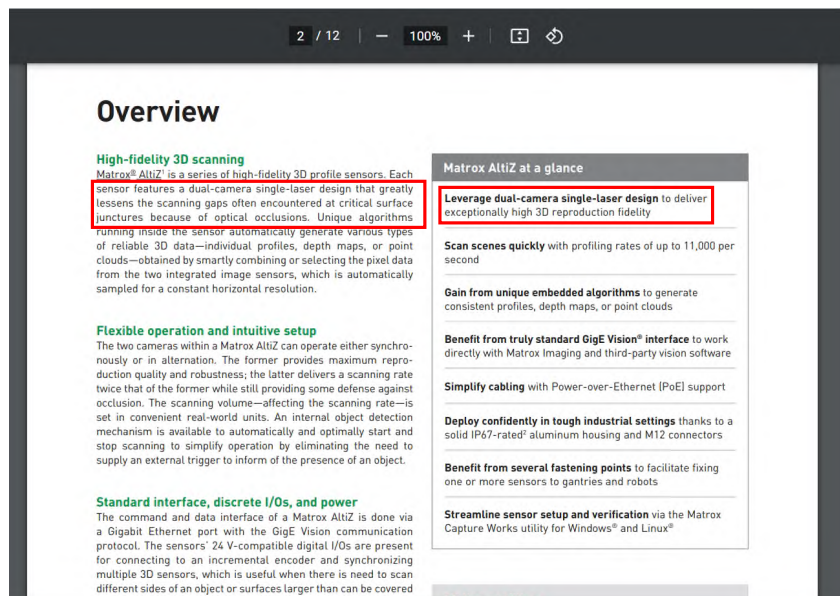 2 / 12 | − 100% + |
Overview
High-fidelity 3D scanning
Matrox® AltiZ¹ is a series of high-fidelity 3D profile sensors. Each
sensor features a dual-camera single-laser design that greatly
lessens the scanning gaps often encountered at critical surface
junctures because of optical occlusions. Unique algorithms
running inside the sensor automatically generate various types
of reliable 3D data—individual profiles, depth maps, or point
clouds—obtained by smartly combining or selecting the pixel data
from the two integrated image sensors, which is automatically
sampled for a constant horizontal resolution.
Flexible operation and intuitive setup
The two cameras within a Matrox AltiZ can operate either synchro-
nously or in alternation. The former provides maximum repro-
duction quality and robustness; the latter delivers a scanning rate
twice that of the former while still providing some defense against
occlusion. The scanning volume—affecting the scanning rate—is
set in convenient real-world units. An internal object detection
mechanism is available to automatically and optimally start and
stop scanning to simplify operation by eliminating the need to
supply an external trigger to inform of the presence of an object.
Standard interface, discrete I/Os, and power
The command and data interface of a Matrox AltiZ is done via
a Gigabit Ethernet port with the GigE Vision communication
protocol. The sensors' 24 V-compatible digital I/Os are present
for connecting to an incremental encoder and synchronizing
multiple 3D sensors, which is useful when there is need to scan
different sides of an object or surfaces larger than can be covered
Matrox AltiZ at a glance
Leverage dual-camera single-laser design to deliver
exceptionally high 3D reproduction fidelity
Scan scenes quickly with profiling rates of up to 11,000 per
second
Gain from unique embedded algorithms to generate
consistent profiles, depth maps, or point clouds
Benefit from truly standard GigE Vision® interface to work
directly with Matrox Imaging and third-party vision software
Simplify cabling with Power-over-Ethernet (PoE) support
Deploy confidently in tough industrial settings thanks to a
solid IP67-rated² aluminum housing and M12 connectors
Benefit from several fastening points to facilitate fixing
one or more sensors to gantries and robots
Streamline sensor setup and verification via the Matrox
Capture Works utility for Windows® and Linux®